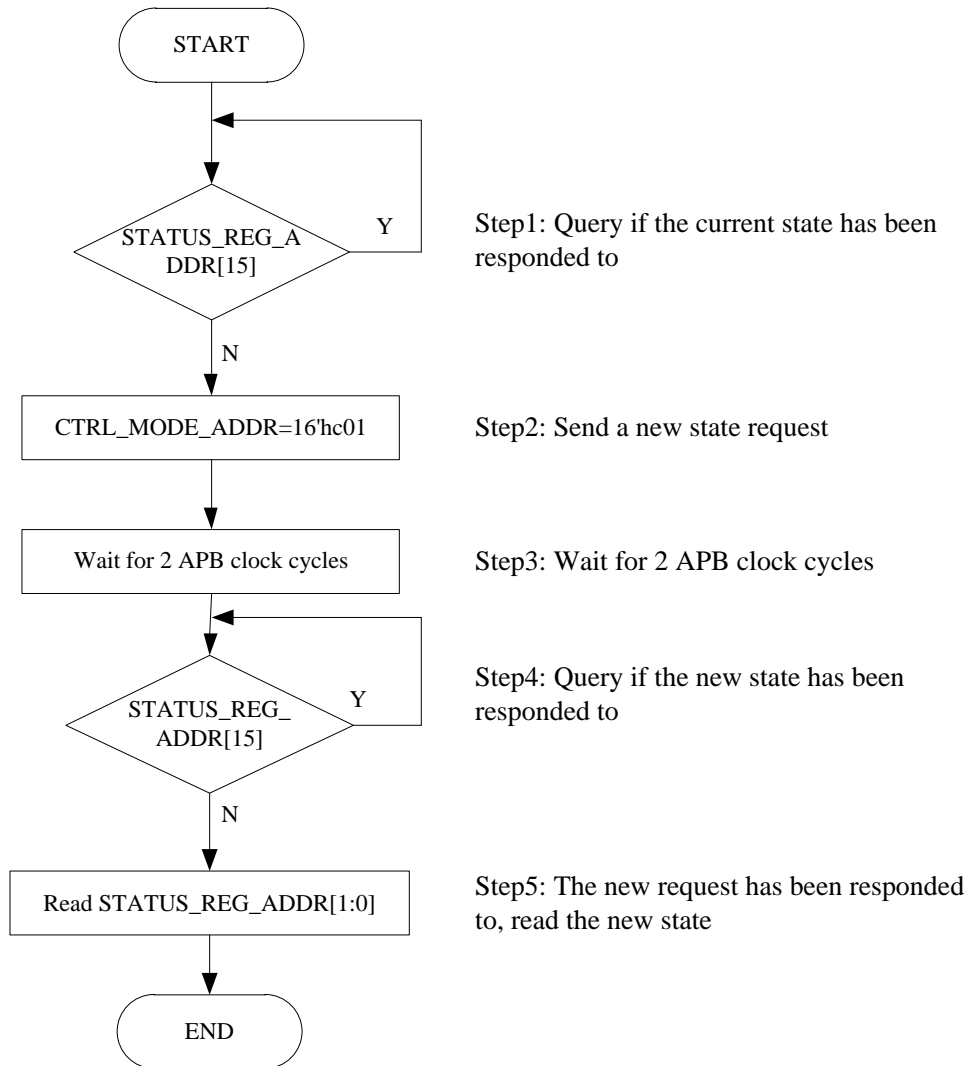 START
STATUS_REG_A
DDR[15]
Y
Step1: Query if the current state has been
responded to
N
CTRL_MODE_ADDR=16'hc01
Step2: Send a new state request
Wait for 2 APB clock cycles
Step3: Wait for 2 APB clock cycles
STATUS_REG_
ADDR[15]
Y
Step4: Query if the new state has been
responded to
N
Read STATUS_REG_ADDR[1:0]
Step5: The new request has been responded
to, read the new state
END